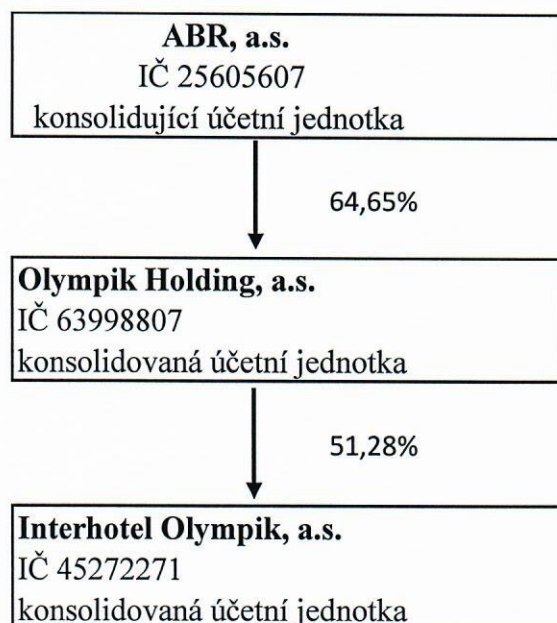 ABR, a.s.
IČ 25605607
konsolidující účetní jednotka
64,65%
Olympik Holding, a.s.
IČ 63998807
konsolidovaná účetní jednotka
51,28%
Interhotel Olympik, a.s.
IČ 45272271
konsolidovaná účetní jednotka